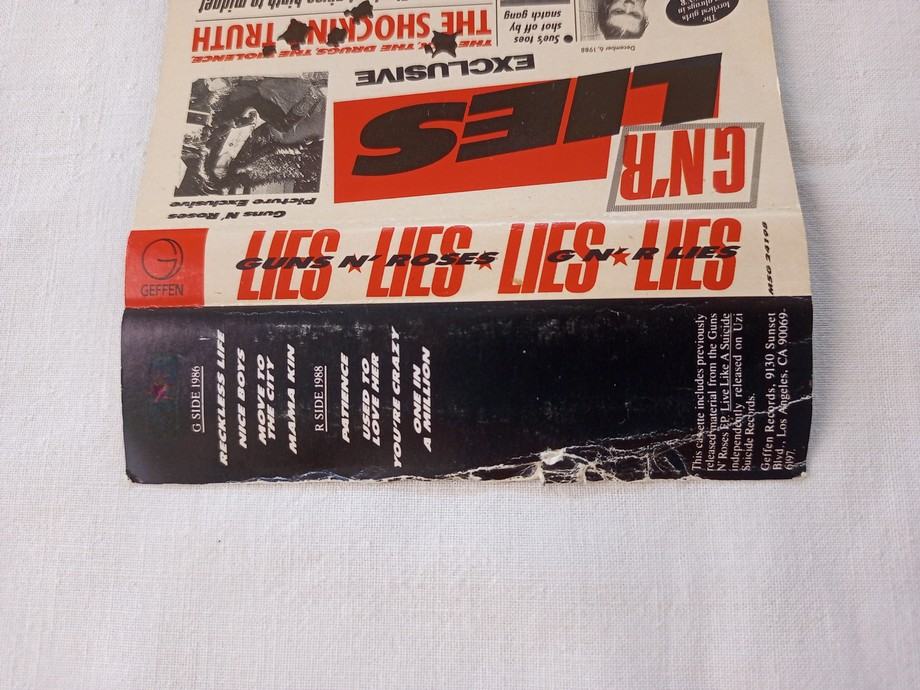 GN'R
LIES
EXCLUSIVE
December 6, 1988
Sue's toes
shot off by
snatch gang
THE SHOCKIN' TRUTH
Guns N' Roses
Picture Exclusive
GEFFEN
LIES LIES LIES LIES
GUNS N' ROSES G N' R LIES
M5G 24198
G SIDE 1986
RECKLESS LIFE
NICE BOYS
MOVE TO
THE CITY
MAMA KIN
R SIDE 1988
PATIENCE
USED TO
LOVE HER
YOU'RE CRAZY
ONE IN
A MILLION
This cassette includes previously
released material from the Guns
N' Roses EP, Live Like A Suicide
independently released on Uzi
Suicide Records.
Geffen Records, 9130 Sunset
Blvd., Los Angeles, CA 90069-
6197.